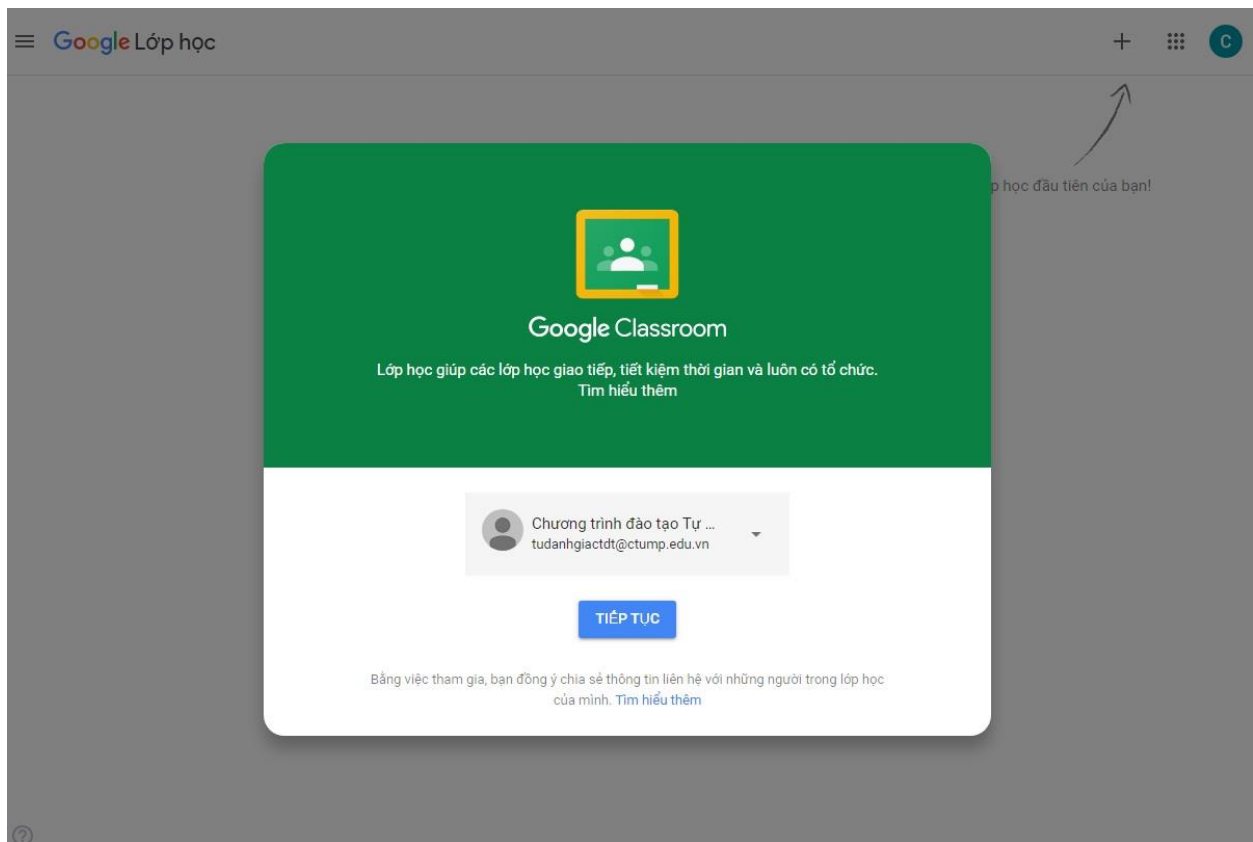 Google Lớp học
C
p học đầu tiên của bạn!
Google Classroom
Lớp học giúp các lớp học giao tiếp, tiết kiệm thời gian và luôn có tổ chức.
Tìm hiểu thêm
Chương trình đào tạo Tự ...
tudanhgiactdt@ctump.edu.vn
TIẾP TỤC
Bằng việc tham gia, bạn đồng ý chia sẻ thông tin liên hệ với những người trong lớp học
của mình. Tìm hiểu thêm